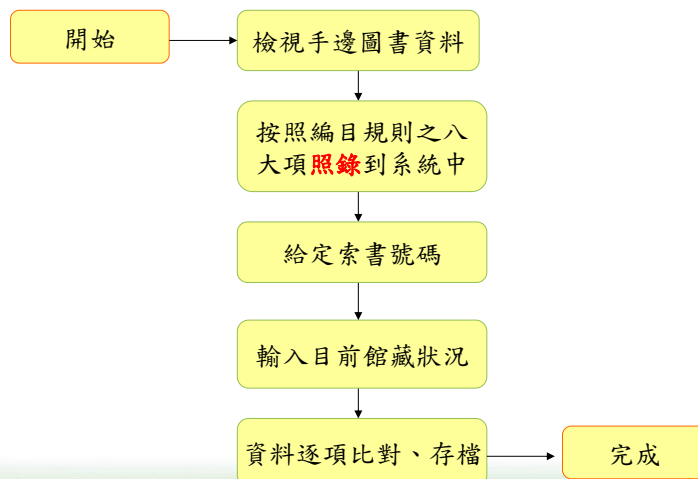 開始
檢視手邊圖書資料
按照編目規則之八
大項照錄到系統中
給定索書號碼
輸入目前館藏狀況
資料逐項比對、存檔
完成